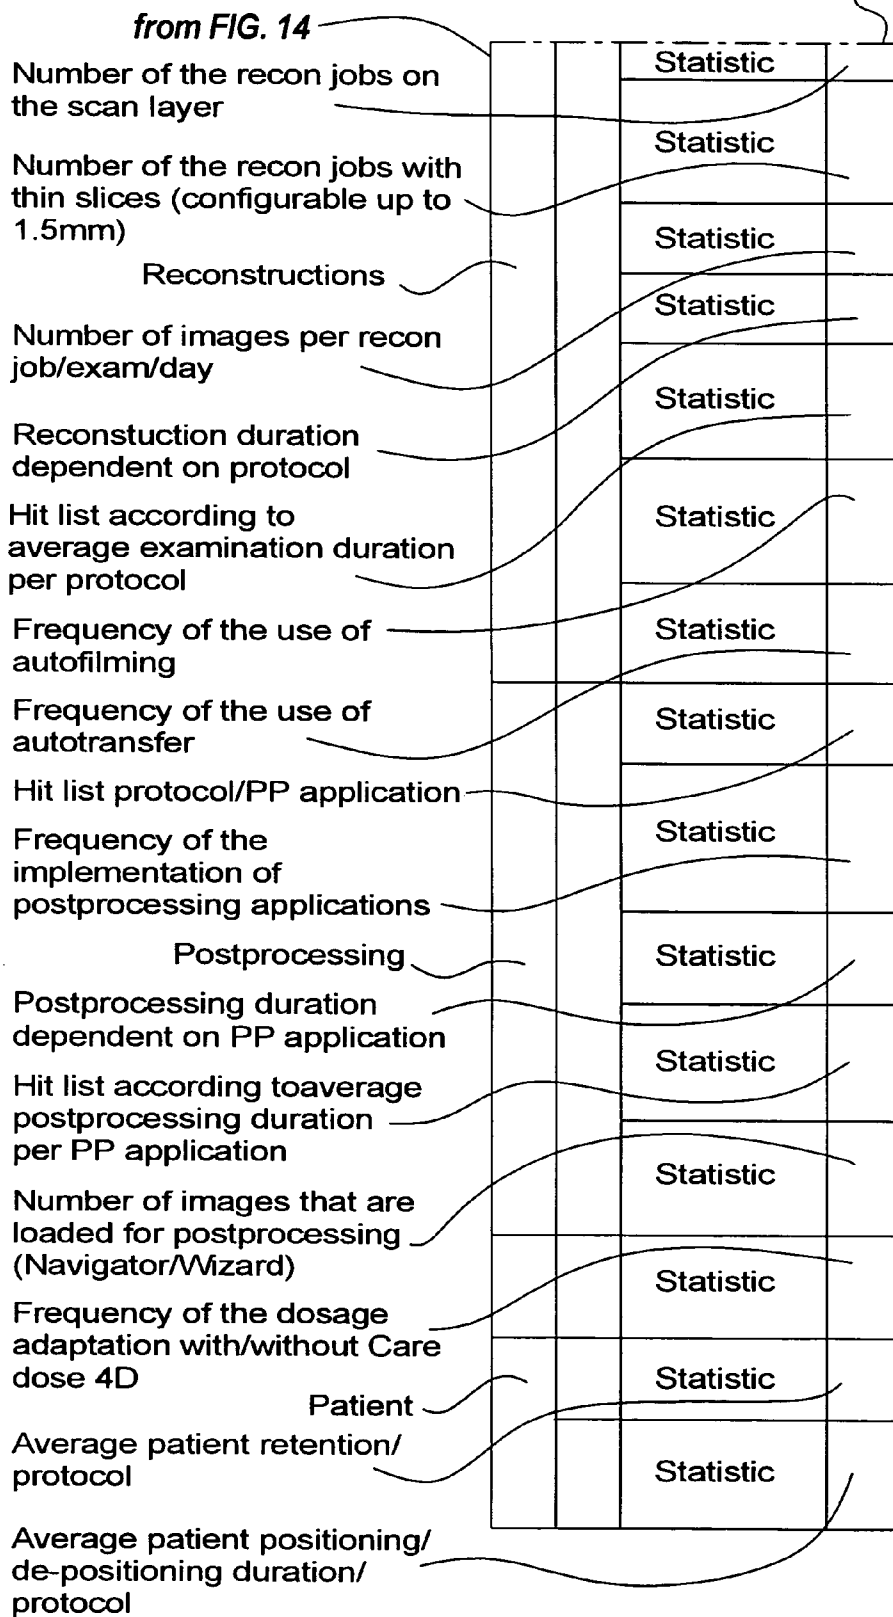 from FIG. 14
Number of the recon jobs on
the scan layer
Statistic
Number of the recon jobs with
thin slices (configurable up to
1.5mm)
Statistic
Reconstructions
Statistic
Number of images per recon
job/exam/day
Statistic
Reconstuction duration
dependent on protocol
Statistic
Hit list according to
average examination duration
per protocol
Statistic
Frequency of the use of
autofilming
Statistic
Frequency of the use of
autotransfer
Statistic
Hit list protocol/PP application
Frequency of the
implementation of
postprocessing applications
Statistic
Postprocessing
Statistic
Postprocessing duration
dependent on PP application
Hit list according toaverage
postprocessing duration
per PP application
Statistic
Number of images that are
loaded for postprocessing
(Navigator/Wizard)
Statistic
Frequency of the dosage
adaptation with/without Care
dose 4D
Statistic
Patient
Statistic
Average patient retention/
protocol
Statistic
Average patient positioning/
de-positioning duration/
protocol